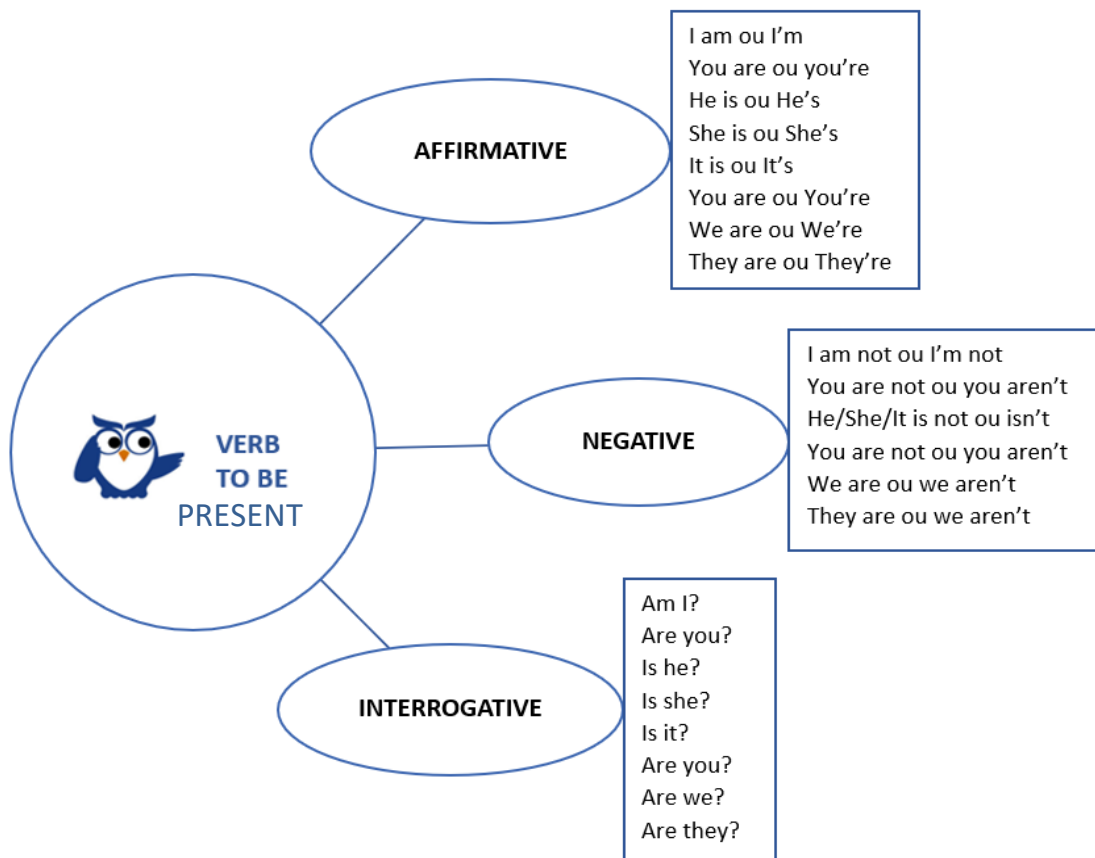 VERB
TO BE
PRESENT
AFFIRMATIVE
I am ou I’m
You are ou you’re
He is ou He’s
She is ou She’s
It is ou It’s
You are ou You’re
We are ou We’re
They are ou They’re
NEGATIVE
I am not ou I’m not
You are not ou you aren’t
He/She/It is not ou isn’t
You are not ou you aren’t
We are ou we aren’t
They are ou we aren’t
INTERROGATIVE
Am I?
Are you?
Is he?
Is she?
Is it?
Are you?
Are we?
Are they?